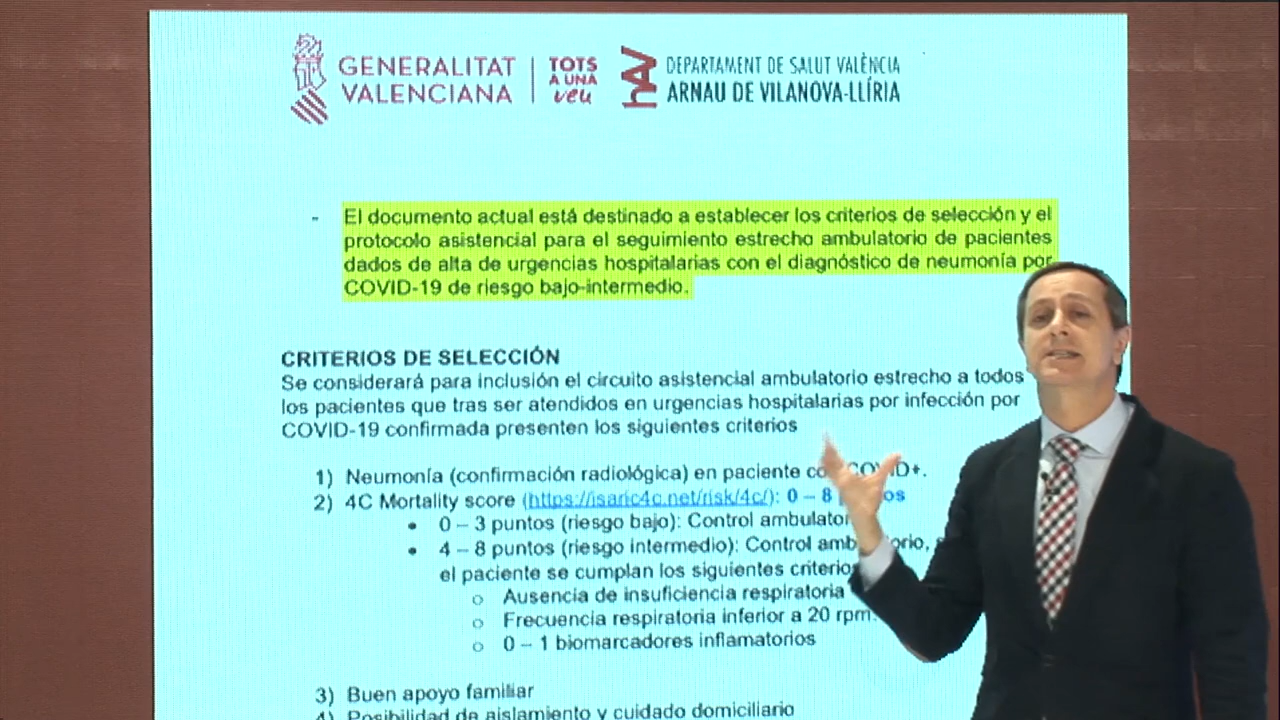 GENERALITAT
VALENCIANA
TOTS
A UNA
veu
DEPARTAMENT DE SALUT VALÈNCIA
ARNAU DE VILANOVA-LLÍRIA
- El documento actual está destinado a establecer los criterios de selección y el
protocolo asistencial para el seguimiento estrecho ambulatorio de pacientes
dados de alta de urgencias hospitalarias con el diagnóstico de neumonía por
COVID-19 de riesgo bajo-intermedio.
CRITERIOS DE SELECCIÓN
Se considerará para inclusión el circuito asistencial ambulatorio estrecho a todos
los pacientes que tras ser atendidos en urgencias hospitalarias por infección por
COVID-19 confirmada presenten los siguientes criterios
1) Neumonía (confirmación radiológica) en paciente con COVID+.
2) 4C Mortality score (https://isaric4c.net/risk/4c/): 0 – 8
• 0 – 3 puntos (riesgo bajo): Control
• 4 – 8 puntos (riesgo intermedio): Control
el paciente se cumplan los siguientes criterios
o Ausencia de insuficiencia respiratoria
o Frecuencia respiratoria inferior a 20 rpm.
o 0 – 1 biomarcadores inflamatorios
3) Buen apoyo familiar
4) Posibilidad de aislamiento y cuidado domiciliario